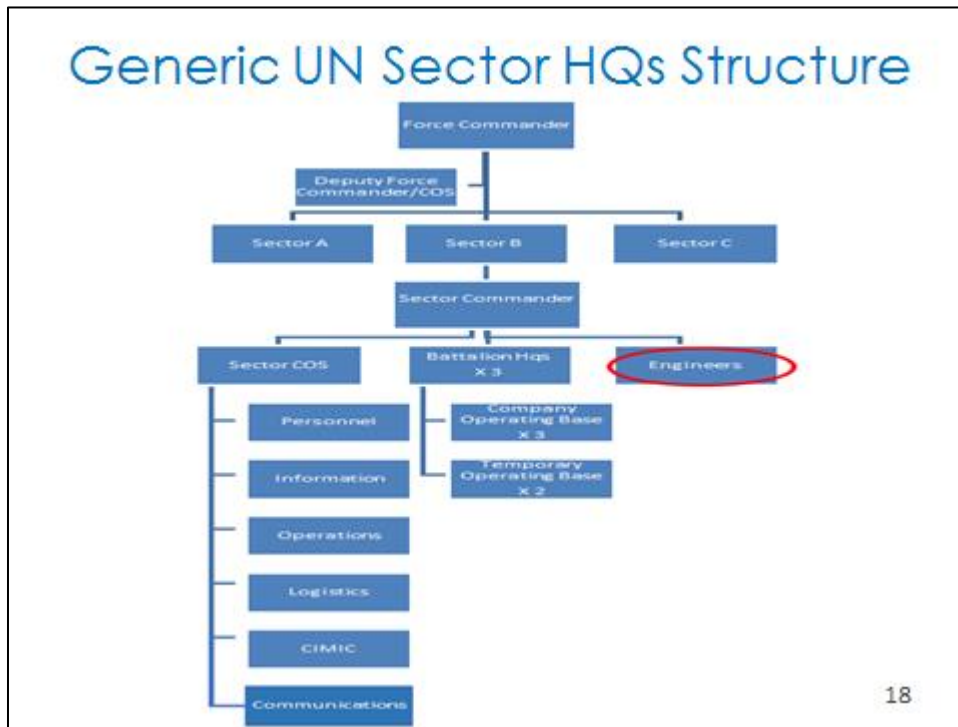 Generic UN Sector HQs Structure
Force Commander
Deputy Force
Commander/COS
Sector A
Sector B
Sector C
Sector Commander
Sector COS
Battalion Hqs
X 3
Engineers
Personnel
Company
Operating Base
X 3
Information
Temporary
Operating Base
X 2
Operations
Logistics
CIMIC
Communications
18